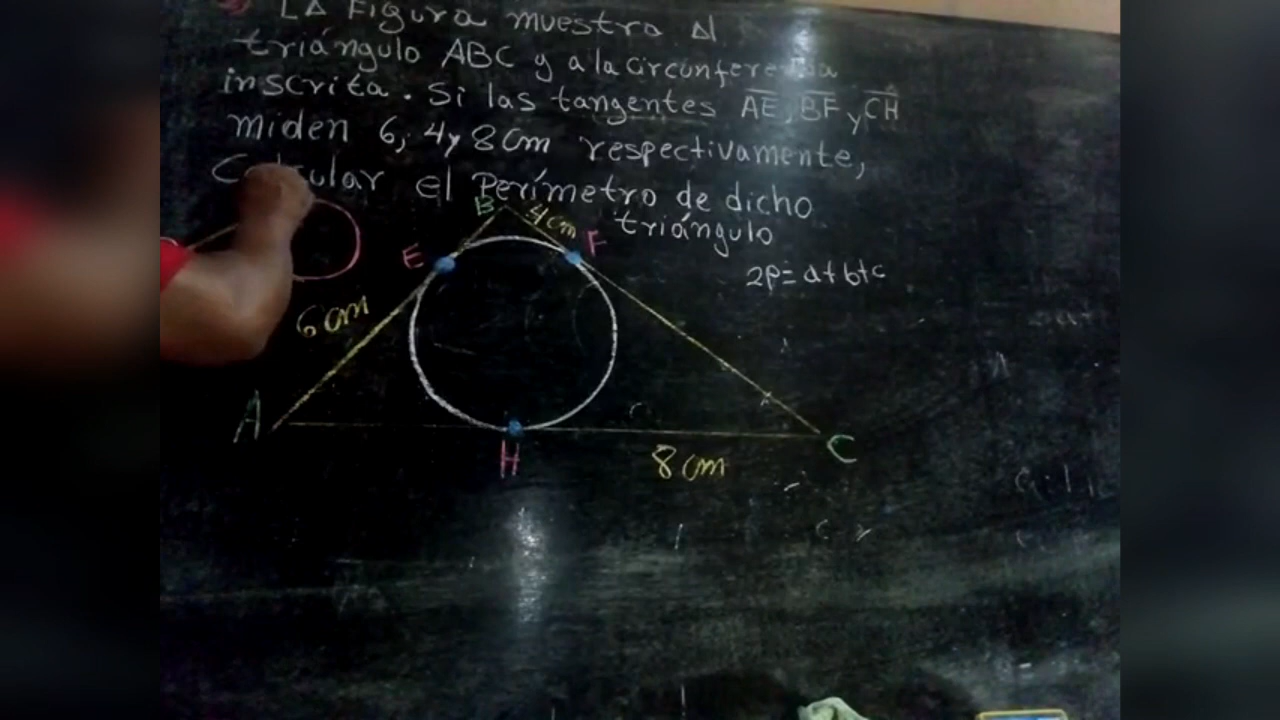 LA Figura muestra al
triángulo ABC y a la circunferencia
inscrita. Si las tangentes AE, BF y CH
miden 6, 4 y 8 cm respectivamente,
Calcular el Perímetro de dicho
triángulo
2P = a+b+c
B
4cm
F
E
6cm
A
H
8cm
C